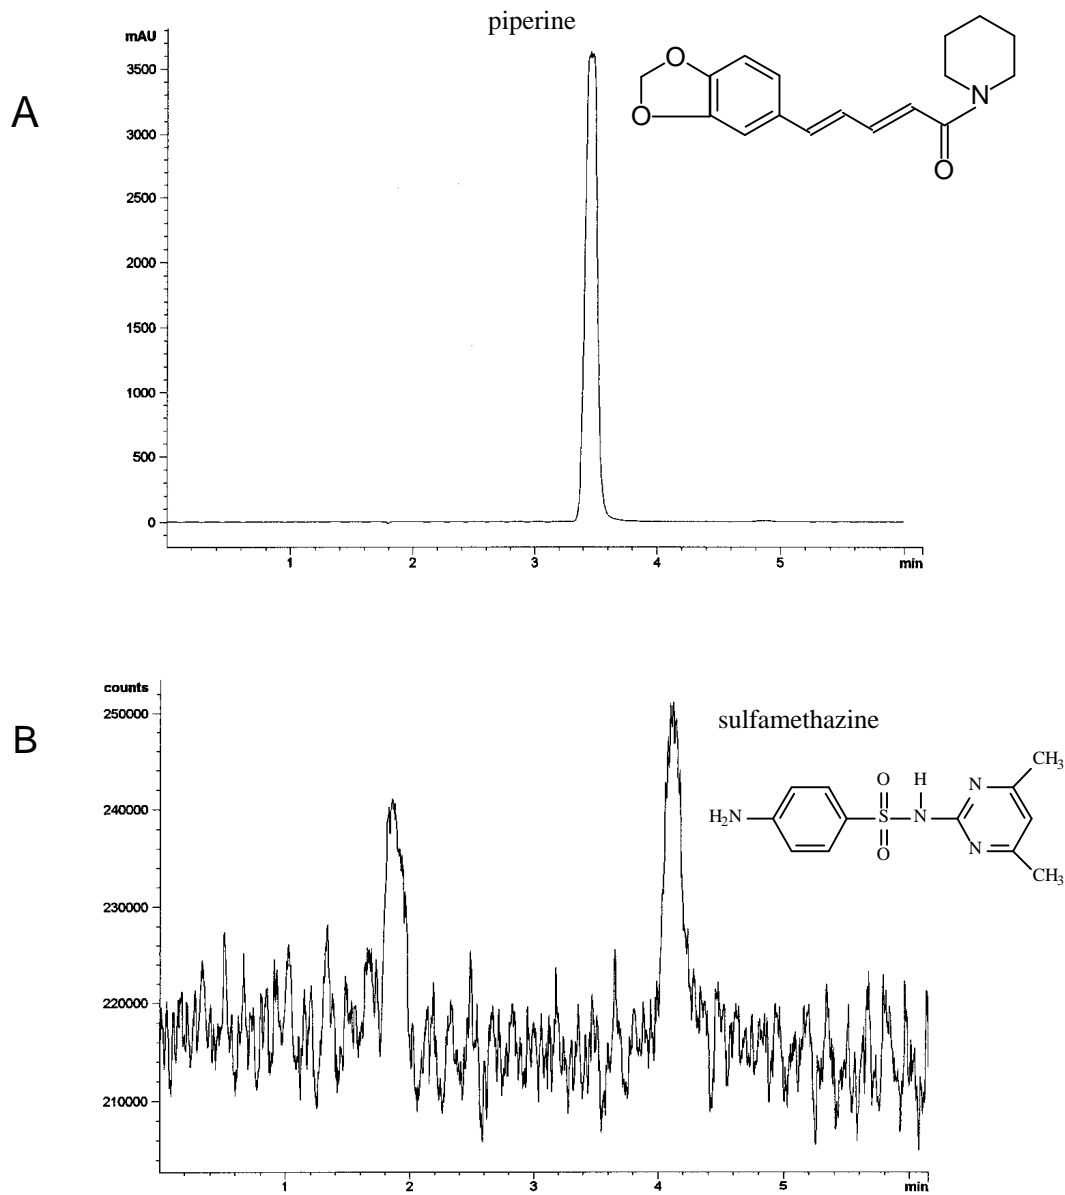 piperine
A
mAU
3500
3000
2500
2000
1500
1000
500
0
1 2 3 4 5 min
O
O
N
O
B
counts
250000
240000
230000
220000
210000
1 2 3 4 5 min
sulfamethazine
H₂N
O
S
O
H
N
N
N
CH₃
CH₃